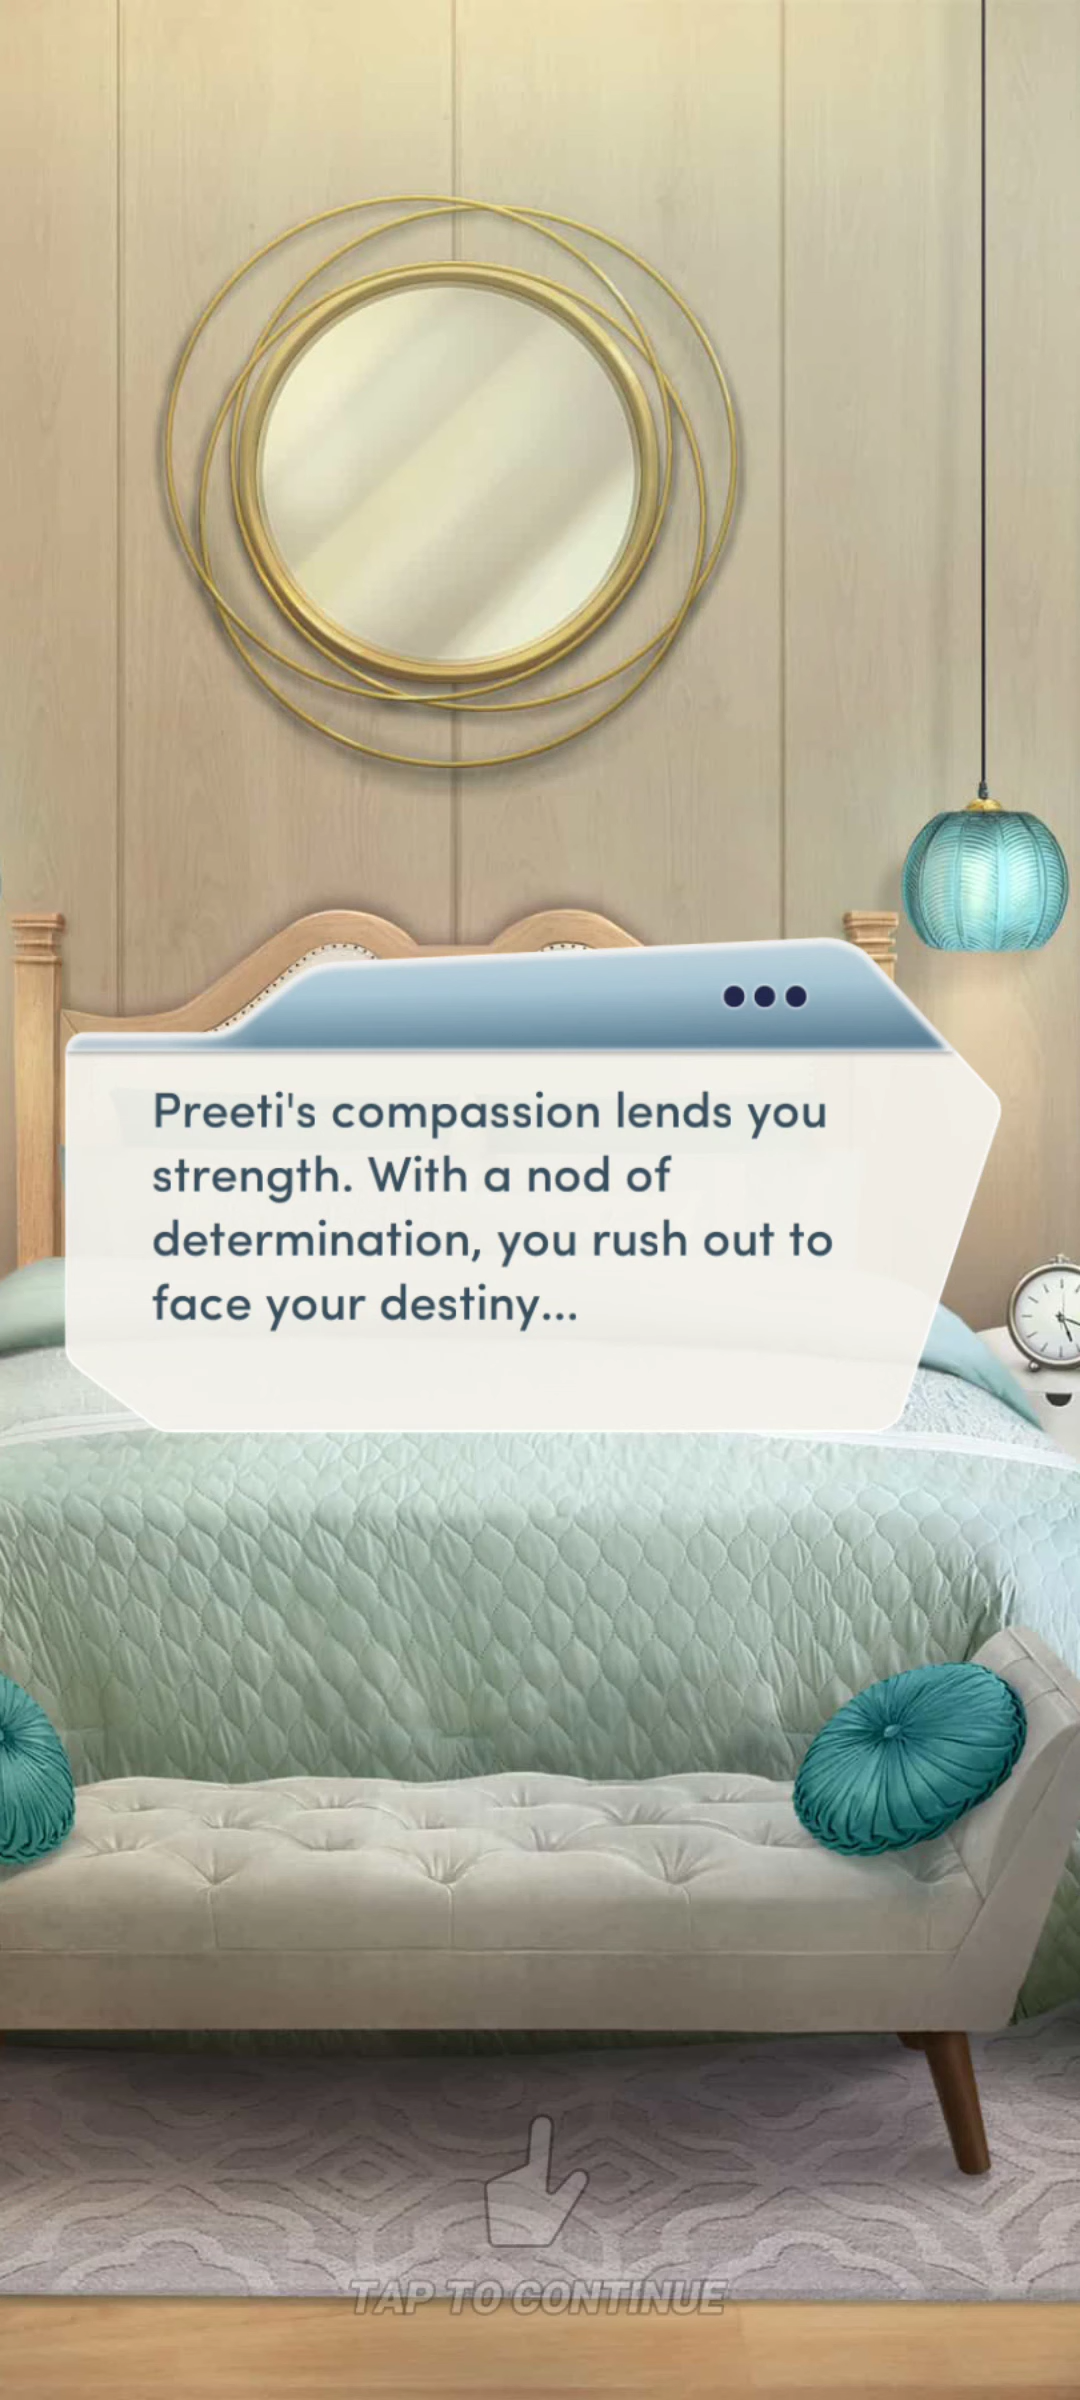 Preeti's compassion lends you
strength. With a nod of
determination, you rush out to
face your destiny...
TAP TO CONTINUE